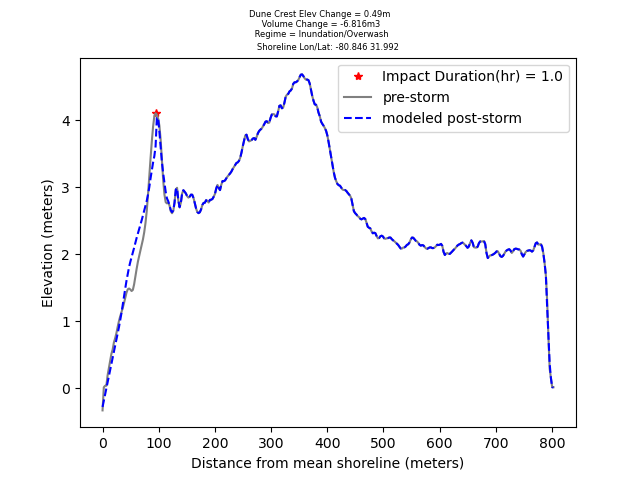 Dune Crest Elev Change = 0.49m
Volume Change = -6.816m3
Regime = Inundation/Overwash
Shoreline Lon/Lat: -80.846 31.992
Impact Duration(hr) = 1.0
pre-storm
modeled post-storm
Elevation (meters)
4
3
2
1
0
0 100 200 300 400 500 600 700 800
Distance from mean shoreline (meters)